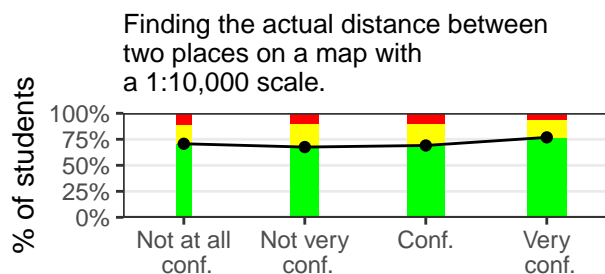 Finding the actual distance between
two places on a map with
a 1:10,000 scale.
% of students
100%
75%
50%
25%
0%
Not at all
conf.
Not very
conf.
Conf.
Very
conf.